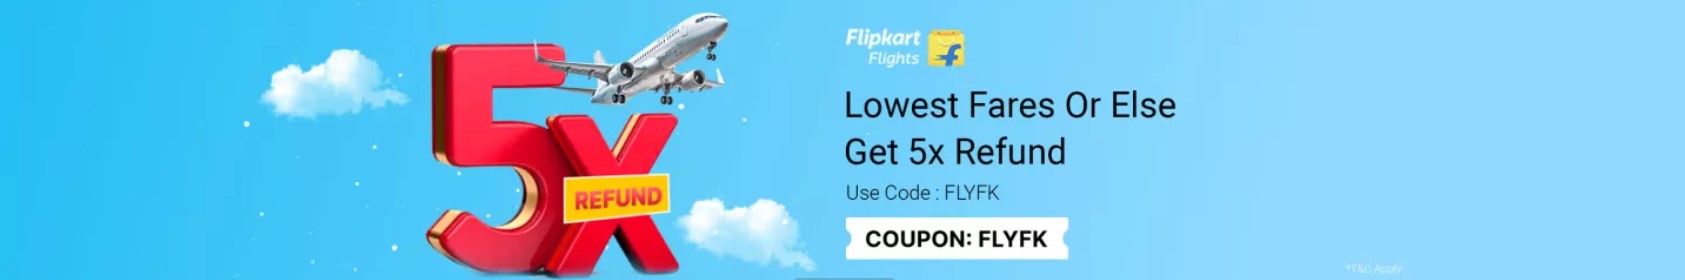 5X
REFUND
Flipkart
Flights
Lowest Fares Or Else
Get 5x Refund
Use Code : FLYFK
COUPON: FLYFK
*T&C Apply